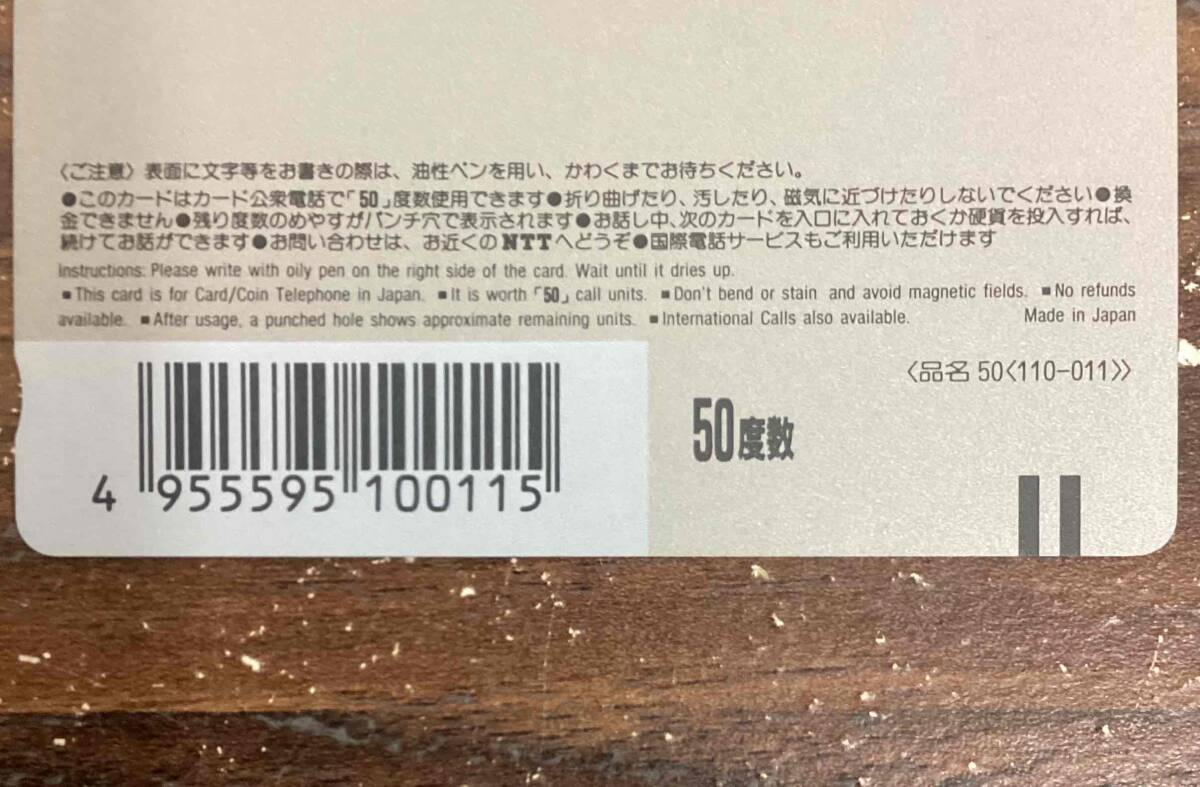 〈ご注意〉表面に文字等をお書きの際は、油性ペンを用い、かわくまでお待ちください。
●このカードはカード公衆電話で「50」度数使用できます●折り曲げたり、汚したり、磁気に近づけたりしないでください●換
金できません●残り度数のめやすがパンチ穴で表示されます●お話し中、次のカードを入口に入れておくか硬貨を投入すれば、
続けてお話ができます●お問い合わせは、お近くのNTTへどうぞ●国際電話サービスもご利用いただけます
Instructions: Please write with oily pen on the right side of the card. Wait until it dries up.
■This card is for Card/Coin Telephone in Japan. ■It is worth「50」call units. ■Don't bend or stain and avoid magnetic fields. ■No refunds
available. ■After usage, a punched hole shows approximate remaining units. ■International Calls also available. Made in Japan
〈品名 50〈110-011〉〉
50度数
4 955595 100115